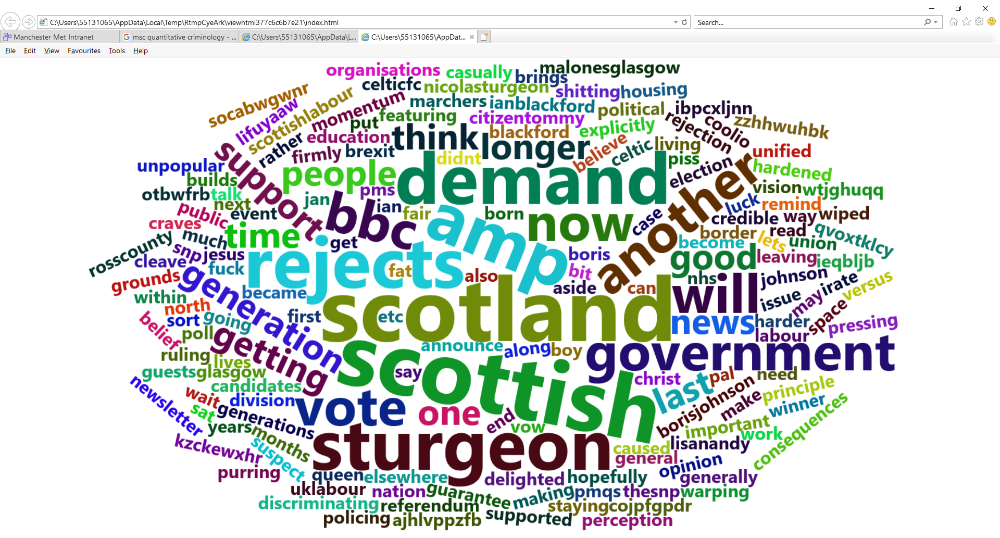 C:\Users\55131065\AppData\Local\Temp\RtmpCyeArk\viewhtml377c6c6b7e21\index.html
Search...
Manchester Met Intranet
msc quantitative criminology - ...
C:\Users\55131065\AppData\L...
C:\Users\55131065\AppDat...
File Edit View Favourites Tools Help
organisations casually brings malonesglasgow
celticfc nicolasturgeon shitting housing
socabwgwnr lifuyaaw scottishlabour momentum marchers ianblackford political ibpcxljnn
put featuring citizentommy explicitly rejection coolio zzhhwuhbk
rather education think blackford longer believe celtic living unified
support firmly brexit didnt piss election hardened
unpopular people demand another
builds pms vision wtjghuqq
otbwfrb talk next jan bbc ian fair amp born now case luck remind
public event credible way wiped
craves time border read qvoxtklcy
rosscounty much get become lets union
cleave snp jesus rejects boris good leaving ieqbljb
grounds fuck fat also bit nhs johnson
within generation became scotland aside can will issue may irate versus
north first etc news harder space pressing
belief sort going labour
poll getting announce along boy government
ruling lives
guests glasgow scottish say christ last pal need
newsletter candidates borisjohnson principle
wait division vote one make winner consequences
sat generations end important
years months vow work
kzckewxhr suspect sturgeon caused lisanandy
purring general opinion
queen elsewhere delighted hopefully generally
uklabour nation guarantee making pmqs thesnp warping
discriminating referendum staying cojpfgpdr
policing ajhlvppzfb supported perception